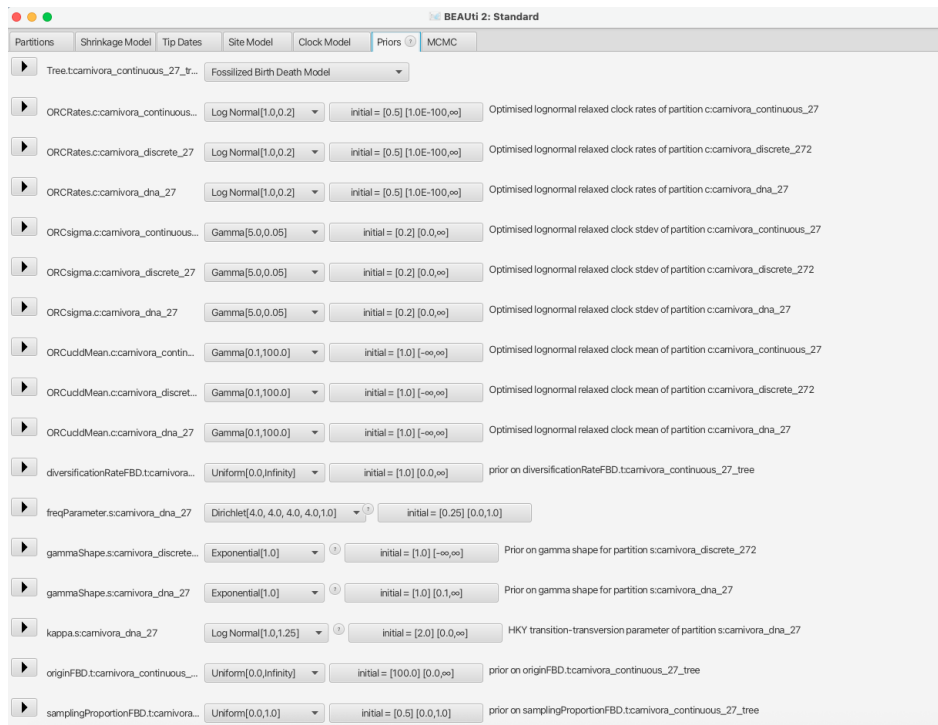 BEAUti 2: Standard
Partitions Shrinkage Model Tip Dates Site Model Clock Model Priors ? MCMC
Tree.t:carnivora_continuous_27_tr... Fossilized Birth Death Model
ORCRates.c:carnivora_continuous... Log Normal[1.0,0.2] initial = [0.5] [1.0E-100,∞] Optimised lognormal relaxed clock rates of partition c:carnivora_continuous_27
ORCRates.c:carnivora_discrete_27 Log Normal[1.0,0.2] initial = [0.5] [1.0E-100,∞] Optimised lognormal relaxed clock rates of partition c:carnivora_discrete_272
ORCRates.c:carnivora_dna_27 Log Normal[1.0,0.2] initial = [0.5] [1.0E-100,∞] Optimised lognormal relaxed clock rates of partition c:carnivora_dna_27
ORCsigma.c:carnivora_continuous... Gamma[5.0,0.05] initial = [0.2] [0.0,∞] Optimised lognormal relaxed clock stdev of partition c:carnivora_continuous_27
ORCsigma.c:carnivora_discrete_27 Gamma[5.0,0.05] initial = [0.2] [0.0,∞] Optimised lognormal relaxed clock stdev of partition c:carnivora_discrete_272
ORCsigma.c:carnivora_dna_27 Gamma[5.0,0.05] initial = [0.2] [0.0,∞] Optimised lognormal relaxed clock stdev of partition c:carnivora_dna_27
ORCucldMean.c:carnivora_contin... Gamma[0.1,100.0] initial = [1.0] [-∞,∞] Optimised lognormal relaxed clock mean of partition c:carnivora_continuous_27
ORCucldMean.c:carnivora_discret... Gamma[0.1,100.0] initial = [1.0] [-∞,∞] Optimised lognormal relaxed clock mean of partition c:carnivora_discrete_272
ORCucldMean.c:carnivora_dna_27 Gamma[0.1,100.0] initial = [1.0] [-∞,∞] Optimised lognormal relaxed clock mean of partition c:carnivora_dna_27
diversificationRateFBD.t:carnivora... Uniform[0.0,Infinity] initial = [1.0] [0.0,∞] prior on diversificationRateFBD.t:carnivora_continuous_27_tree
freqParameter.s:carnivora_dna_27 Dirichlet[4.0, 4.0, 4.0, 4.0,1.0] ? initial = [0.25] [0.0,1.0]
gammaShape.s:carnivora_discrete... Exponential[1.0] ? initial = [1.0] [-∞,∞] Prior on gamma shape for partition s:carnivora_discrete_272
gammaShape.s:carnivora_dna_27 Exponential[1.0] ? initial = [1.0] [0.1,∞] Prior on gamma shape for partition s:carnivora_dna_27
kappa.s:carnivora_dna_27 Log Normal[1.0,1.25] ? initial = [2.0] [0.0,∞] HKY transition-transversion parameter of partition s:carnivora_dna_27
originFBD.t:carnivora_continuous_... Uniform[0.0,Infinity] initial = [100.0] [0.0,∞] prior on originFBD.t:carnivora_continuous_27_tree
samplingProportionFBD.t:carnivora... Uniform[0.0,1.0] initial = [0.5] [0.0,1.0] prior on samplingProportionFBD.t:carnivora_continuous_27_tree